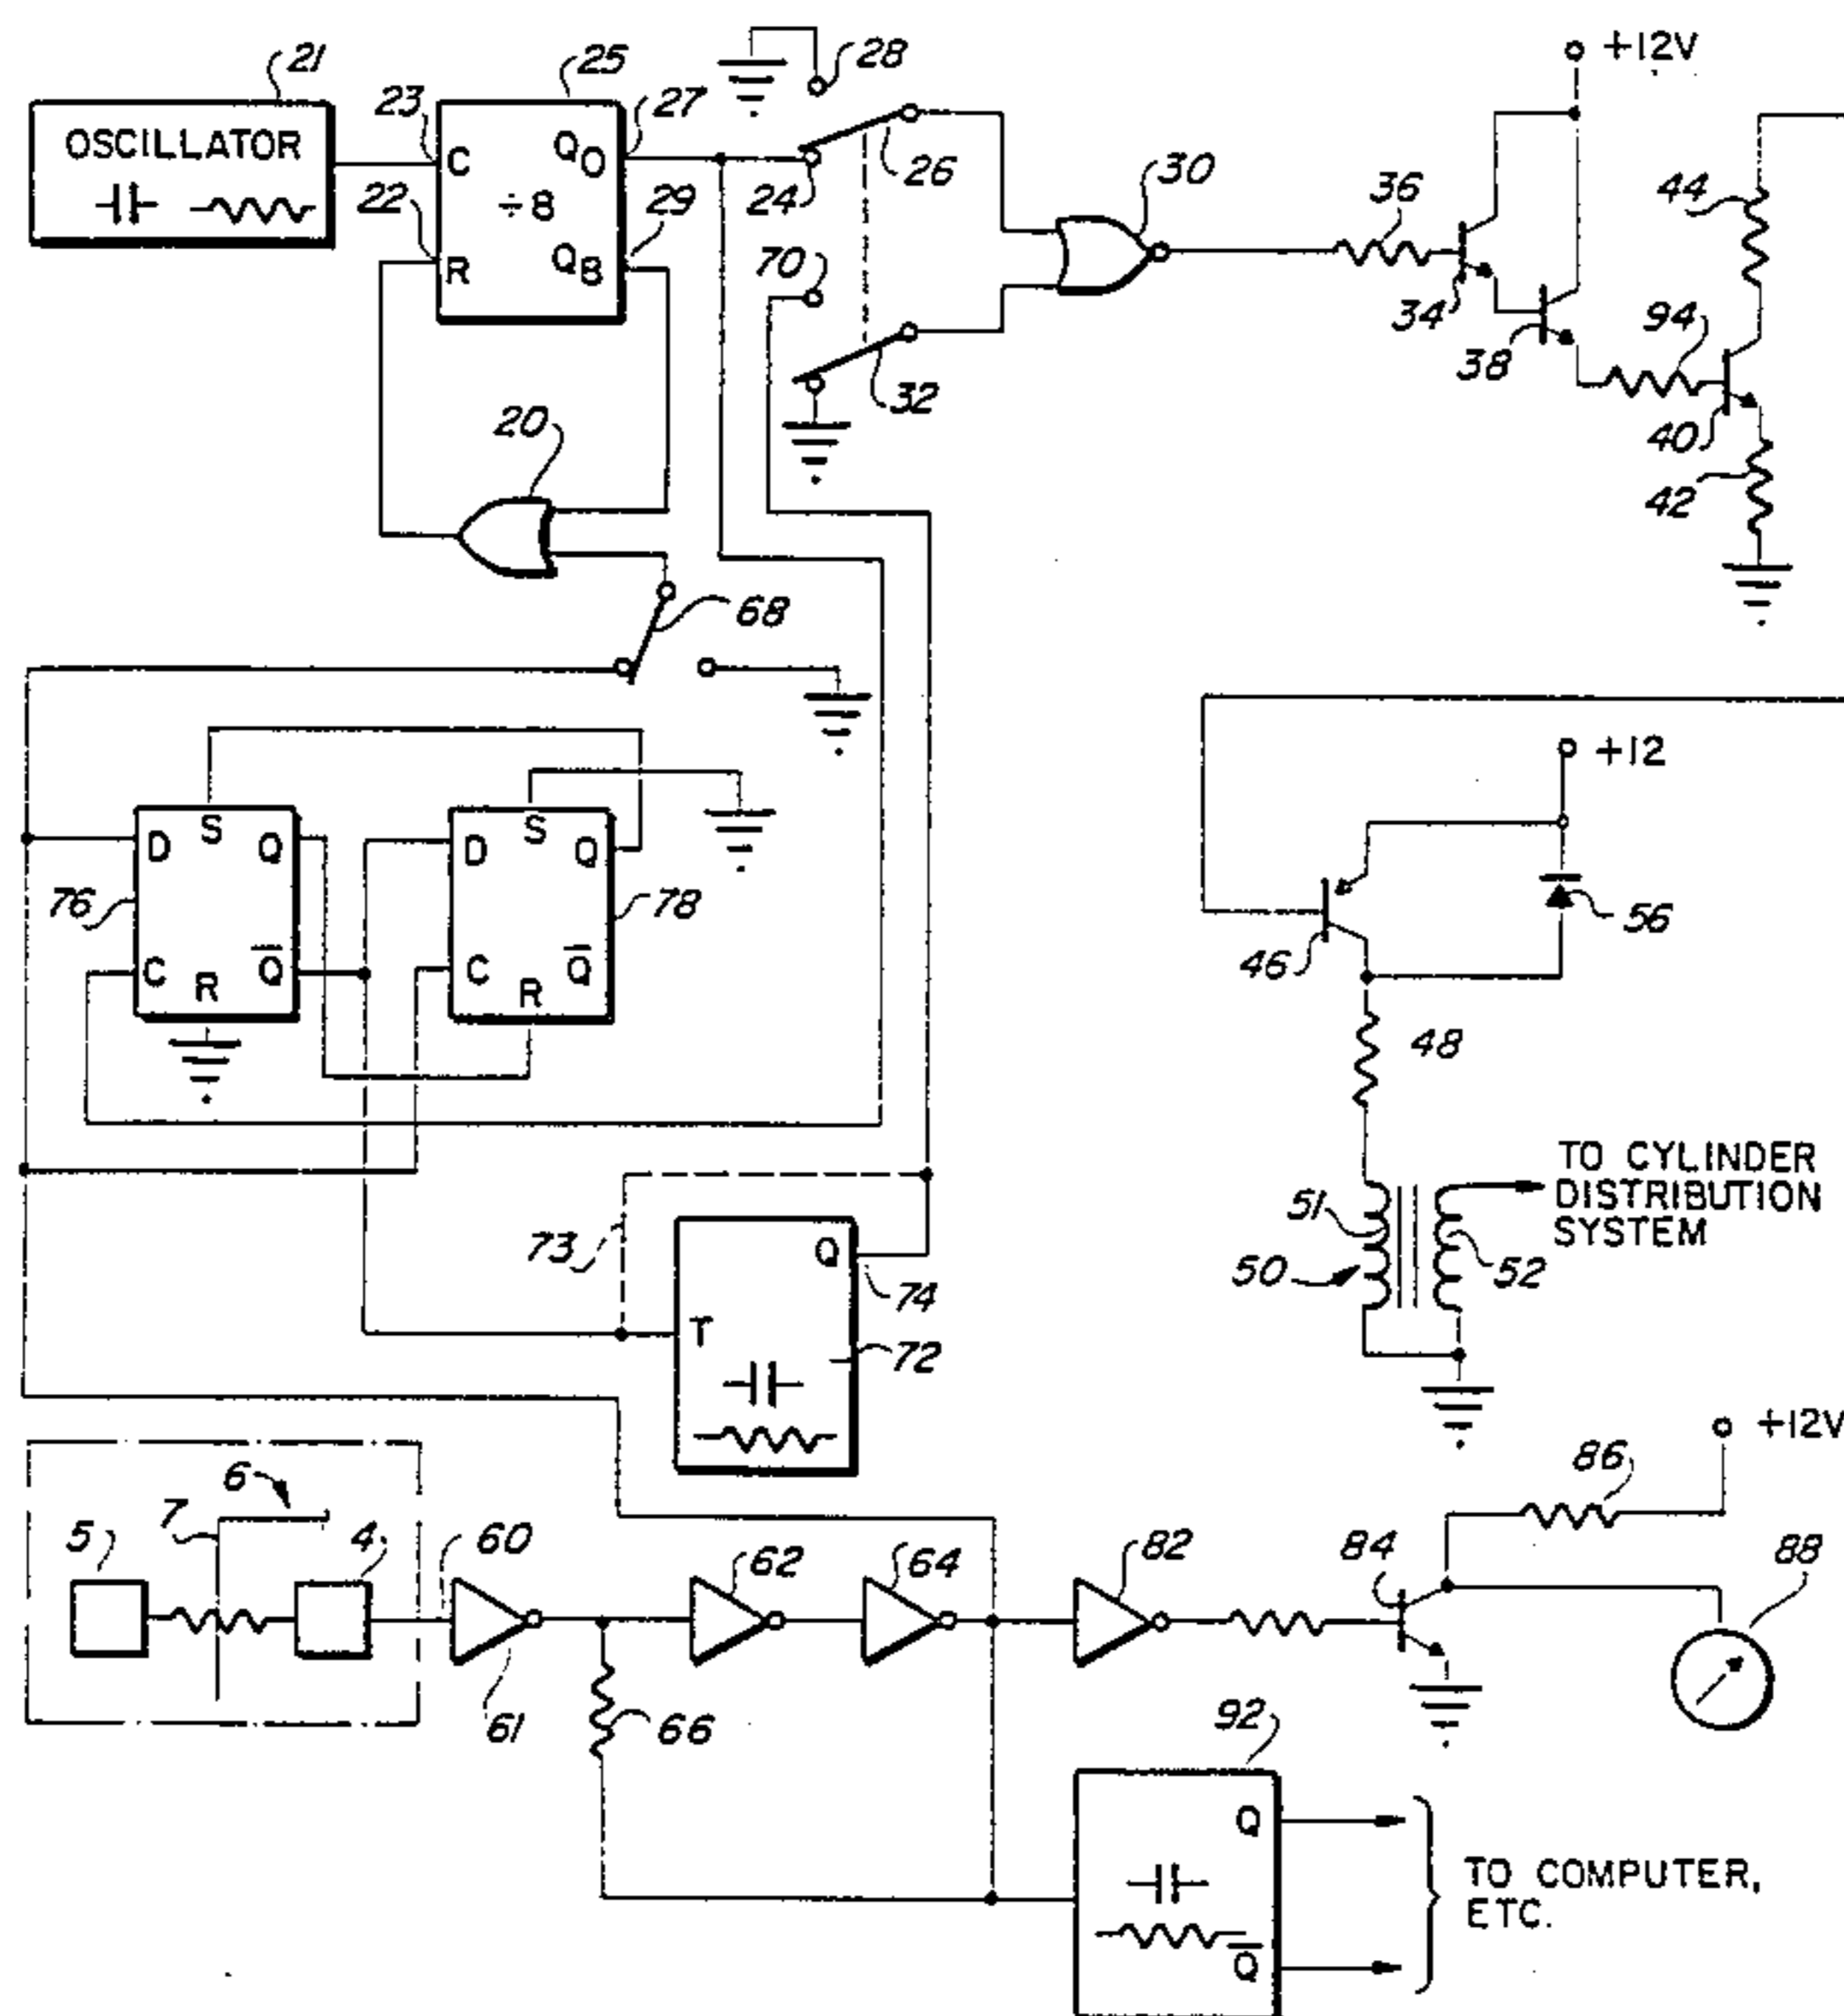 21
OSCILLATOR
25
23
C
÷8
22
R
Q0
27
QB
29
28
24
26
70
32
30
+12V
36
34
38
94
44
40
42
20
68
D
S
Q
76
C
R
Q̅
D
S
Q
78
C
R
Q̅
+12
46
56
48
51
50
52
TO CYLINDER
DISTRIBUTION
SYSTEM
73
Q
74
T
72
6
7
5
4
60
61
62
64
66
82
84
86
+12V
88
92
Q
Q̅
TO COMPUTER,
ETC.